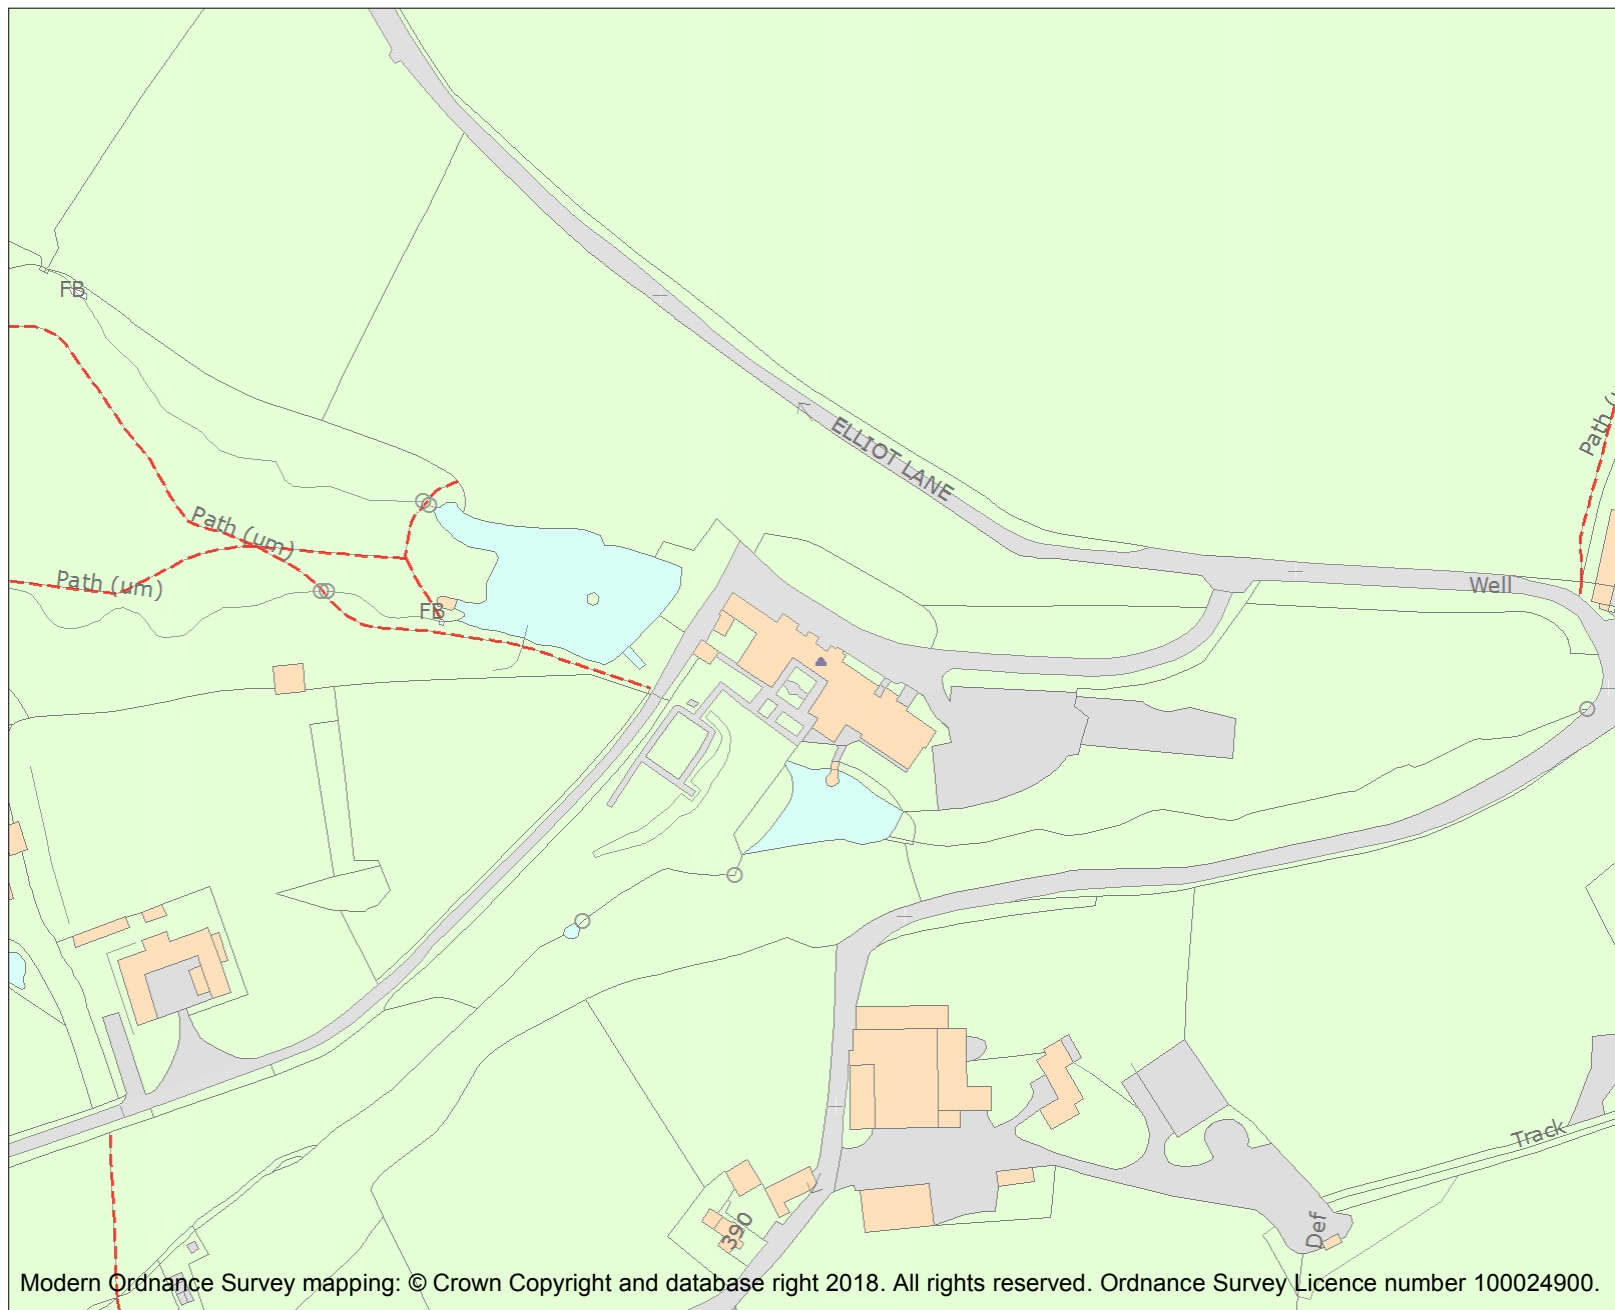 FB
ELLIOT LANE
Path (um)
Path (um)
FB
Path
Well
Track
390
Def
Modern Ordnance Survey mapping: © Crown Copyright and database right 2018. All rights reserved. Ordnance Survey Licence number 100024900.